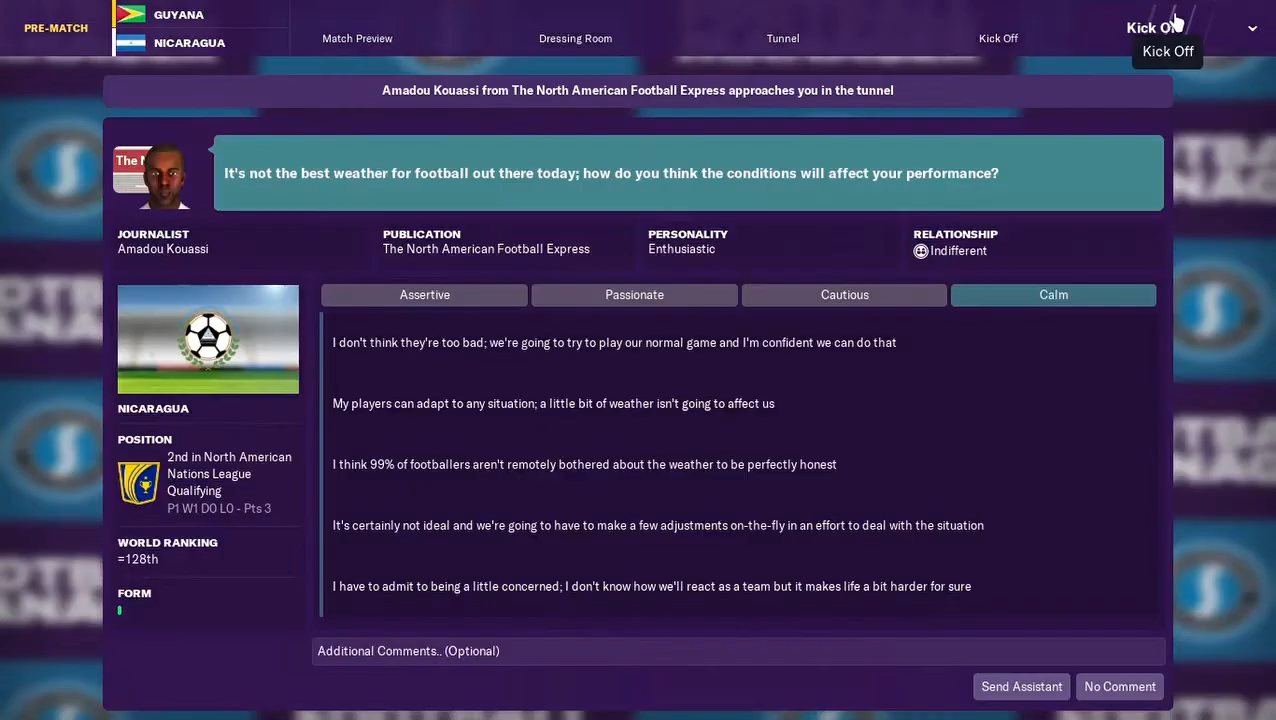 PRE-MATCH
GUYANA
NICARAGUA
Match Preview
Dressing Room
Tunnel
Kick Off
Kick Off
Kick Off
Amadou Kouassi from The North American Football Express approaches you in the tunnel
It's not the best weather for football out there today; how do you think the conditions will affect your performance?
JOURNALIST
Amadou Kouassi
PUBLICATION
The North American Football Express
PERSONALITY
Enthusiastic
RELATIONSHIP
Indifferent
Assertive
Passionate
Cautious
Calm
I don't think they're too bad; we're going to try to play our normal game and I'm confident we can do that
My players can adapt to any situation; a little bit of weather isn't going to affect us
I think 99% of footballers aren't remotely bothered about the weather to be perfectly honest
It's certainly not ideal and we're going to have to make a few adjustments on-the-fly in an effort to deal with the situation
I have to admit to being a little concerned; I don't know how we'll react as a team but it makes life a bit harder for sure
NICARAGUA
POSITION
2nd in North American
Nations League
Qualifying
P1 W1 D0 L0 - Pts 3
WORLD RANKING
=128th
FORM
Additional Comments.. (Optional)
Send Assistant
No Comment